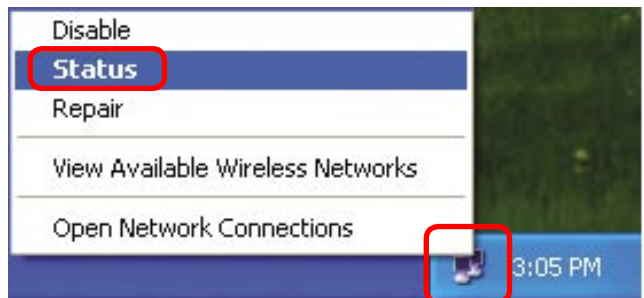 Disable
Status
Repair
View Available Wireless Networks
Open Network Connections
3:05 PM